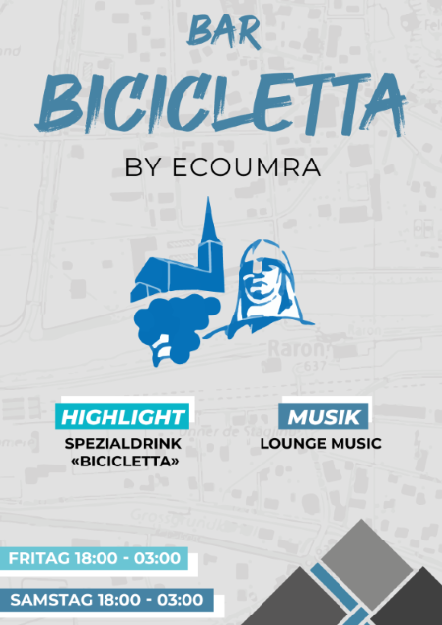 BAR
BICICLETTA
BY ECOUMRA
Raron
637
HIGHLIGHT
MUSIK
SPEZIALDRINK
«BICICLETTA»
LOUNGE MUSIC
FRITAG 18:00 - 03:00
SAMSTAG 18:00 - 03:00